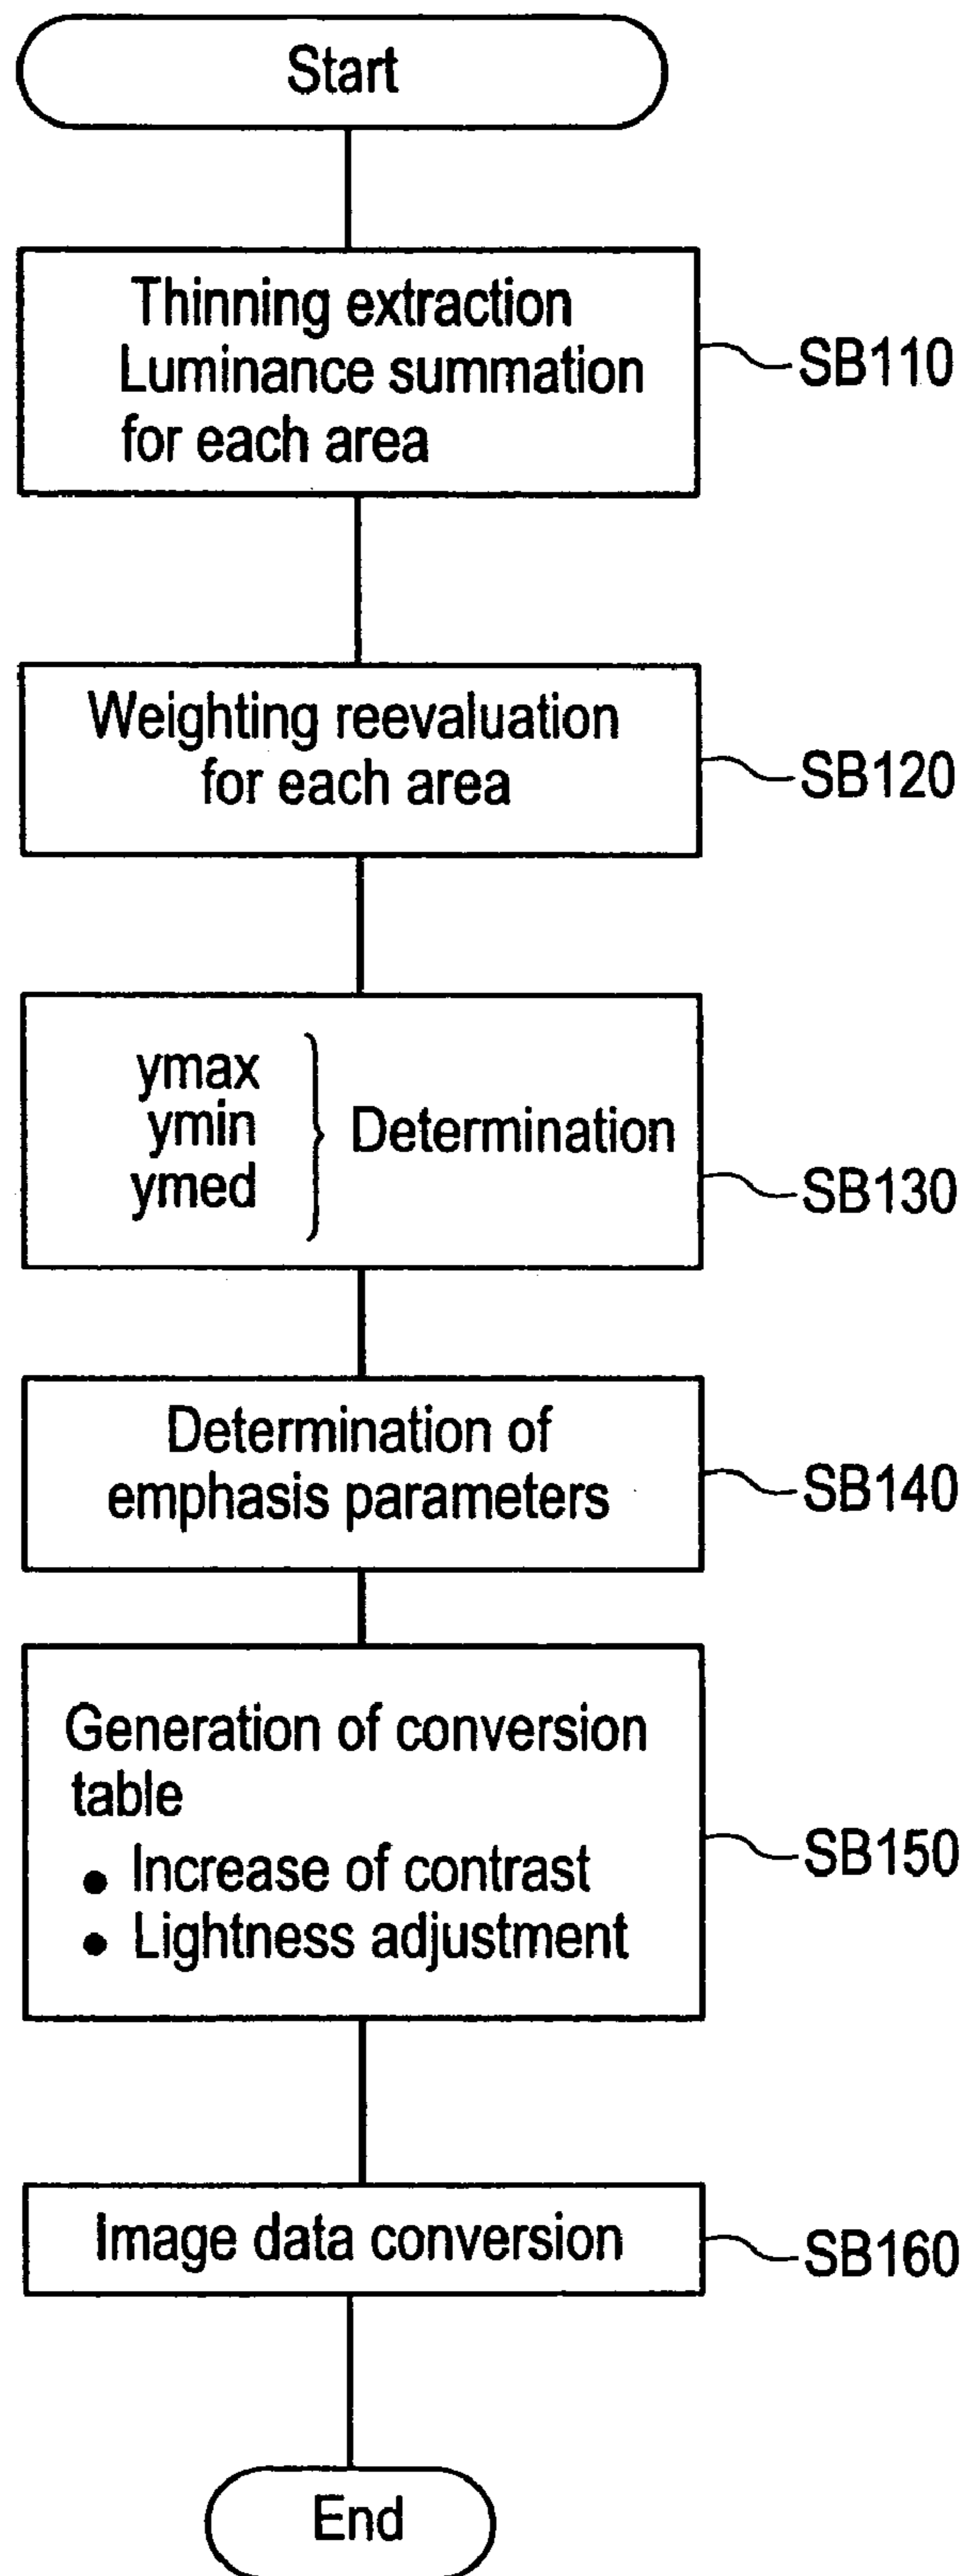 Start
Thinning extraction
Luminance summation
for each area
SB110
Weighting reevaluation
for each area
SB120
ymax
ymin
ymed
Determination
SB130
Determination of
emphasis parameters
SB140
Generation of conversion
table
• Increase of contrast
• Lightness adjustment
SB150
Image data conversion
SB160
End